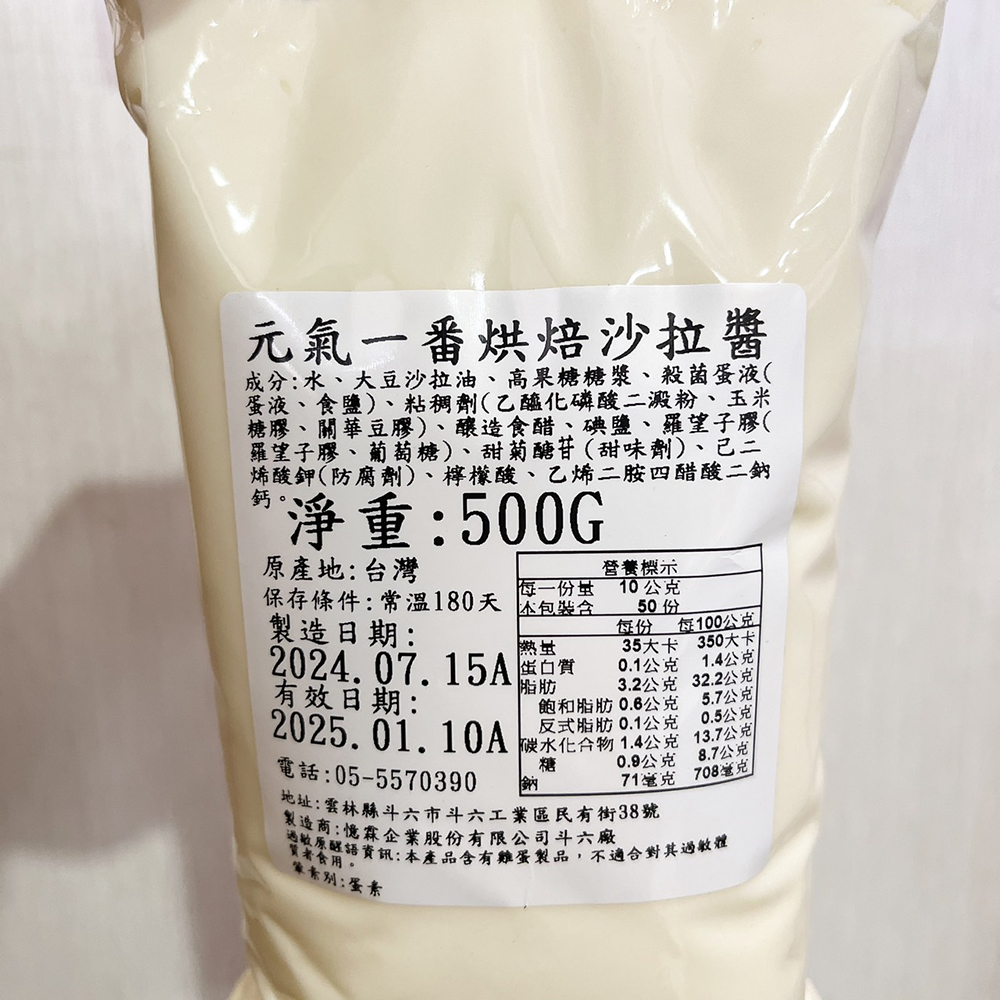 元氣一番烘焙沙拉醬
成分:水、大豆沙拉油、高果糖糖漿、殺菌蛋液(
蛋液、食鹽)、粘稠劑(乙醯化磷酸二澱粉、玉米
糖膠、關華豆膠)、釀造食醋、碘鹽、羅望子膠(
羅望子膠、葡萄糖)、甜菊醣苷(甜味劑)、己二
烯酸鉀(防腐劑)、檸檬酸、乙烯二胺四醋酸二鈉
鈣。
淨重:500G
原產地:台灣
保存條件:常溫180天
製造日期:
2024.07.15A
有效日期:
2025.01.10A
電話:05-5570390
營養標示
每一份量 10公克
本包裝含 50份
每份 每100公克
熱量 35大卡 350大卡
蛋白質 0.1公克 1.4公克
脂肪 3.2公克 32.2公克
飽和脂肪 0.6公克 5.7公克
反式脂肪 0.1公克 0.5公克
碳水化合物 1.4公克 13.7公克
糖 0.9公克 8.7公克
鈉 71毫克 708毫克
地址:雲林縣斗六市斗六工業區民有街38號
製造商:憶霖企業股份有限公司斗六廠
過敏原醒語資訊:本產品含有雞蛋製品，不適合對其過敏體
質者食用。
葷素別:蛋素